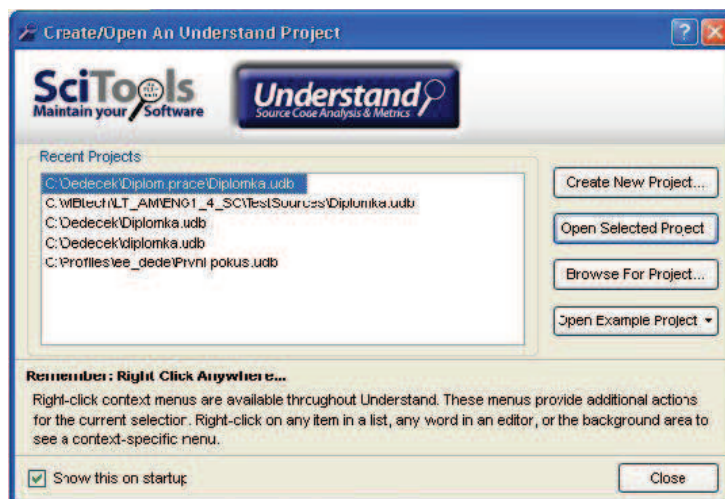 Create/Open An Understand Project
SciTools
Maintain your Software
Understand
Source Code Analysis & Metrics
Recent Projects
C:\Dedecek\Diplom prace\Diplomka.udb
C:\MBtech\LT_AM\ENG1_4_SC\TestSources\Diplomka.udb
C:\Dedecek\Diplomka.udb
C:\Dedecek\diplomka.udb
C:\Profiles\ee_dede\Prvni pokus.udb
Create New Project...
Open Selected Project
Browse For Project...
Open Example Project
Remember: Right Click Anywhere...
Right-click context menus are available throughout Understand. These menus provide additional actions
for the current selection. Right-click on any item in a list, any word in an editor, or the background area to
see a context-specific menu.
Show this on startup
Close